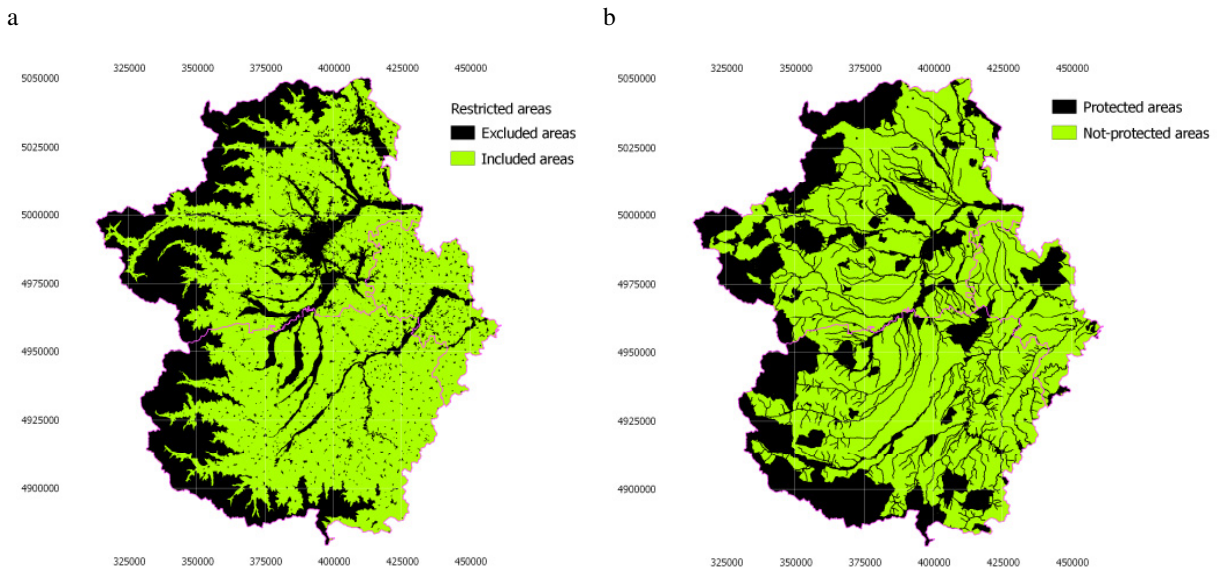 a
325000 350000 375000 400000 425000 450000
5050000
5025000
5000000
4975000
4950000
4925000
4900000
325000 350000 375000 400000 425000 450000
Restricted areas
Excluded areas
Included areas
b
325000 350000 375000 400000 425000 450000
5050000
5025000
5000000
4975000
4950000
4925000
4900000
325000 350000 375000 400000 425000 450000
Protected areas
Not-protected areas